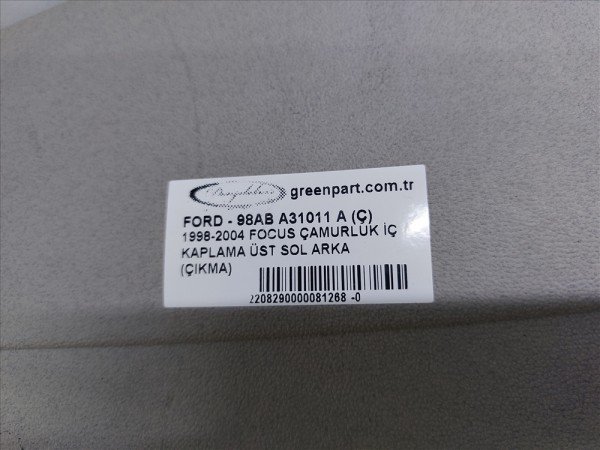 greenpart.com.tr
FORD - 98AB A31011 A (Ç)
1998-2004 FOCUS ÇAMURLUK İÇ
KAPLAMA ÜST SOL ARKA
(ÇIKMA)
2208290000081268 -0